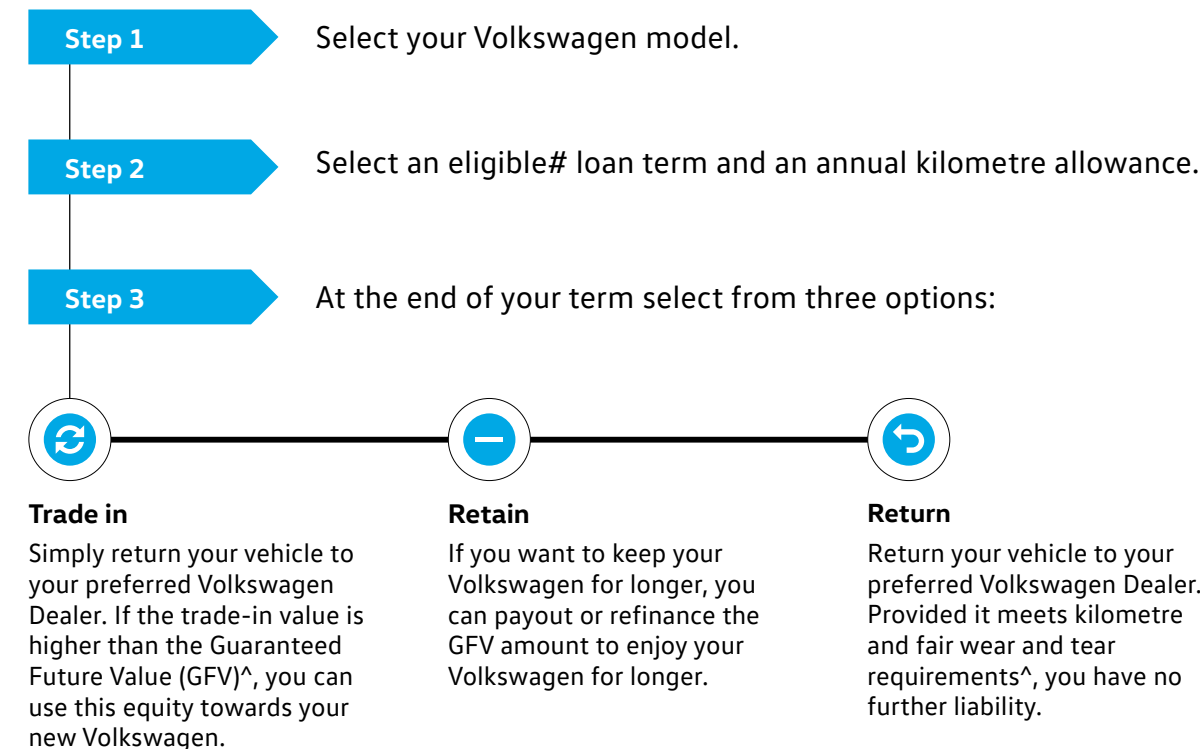 Step 1
Select your Volkswagen model.
Step 2
Select an eligible# loan term and an annual kilometre allowance.
Step 3
At the end of your term select from three options:
Trade in
Simply return your vehicle to
your preferred Volkswagen
Dealer. If the trade-in value is
higher than the Guaranteed
Future Value (GFV)^, you can
use this equity towards your
new Volkswagen.
Retain
If you want to keep your
Volkswagen for longer, you
can payout or refinance the
GFV amount to enjoy your
Volkswagen for longer.
Return
Return your vehicle to your
preferred Volkswagen Dealer.
Provided it meets kilometre
and fair wear and tear
requirements^, you have no
further liability.